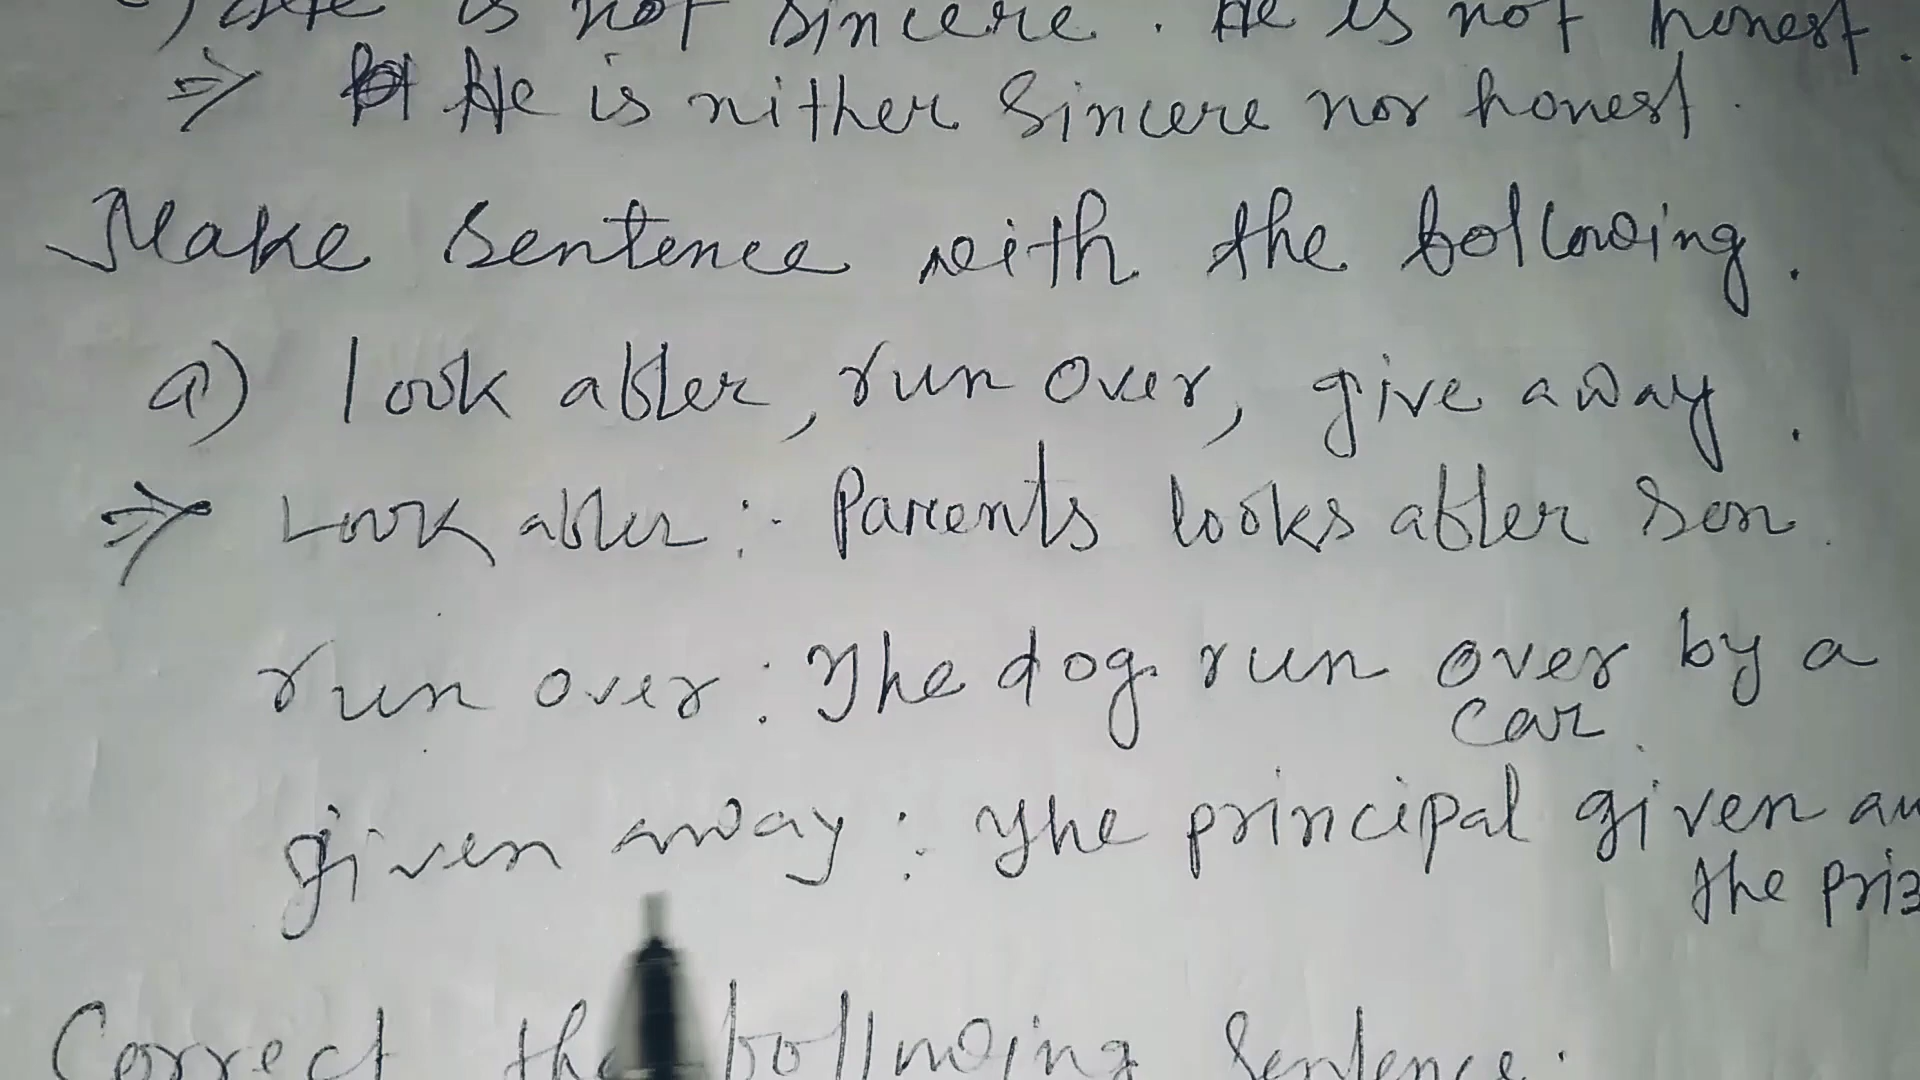 is not sincere. He is not honest.
⇒ He is nither Sincere nor honest.
Make Sentence with the following.
a) look after, run over, give away.
⇒ Look after :- Parents looks after son.
run over : The dog run over by a
car.
given away : The principal given
the
Correct the following Sentence.